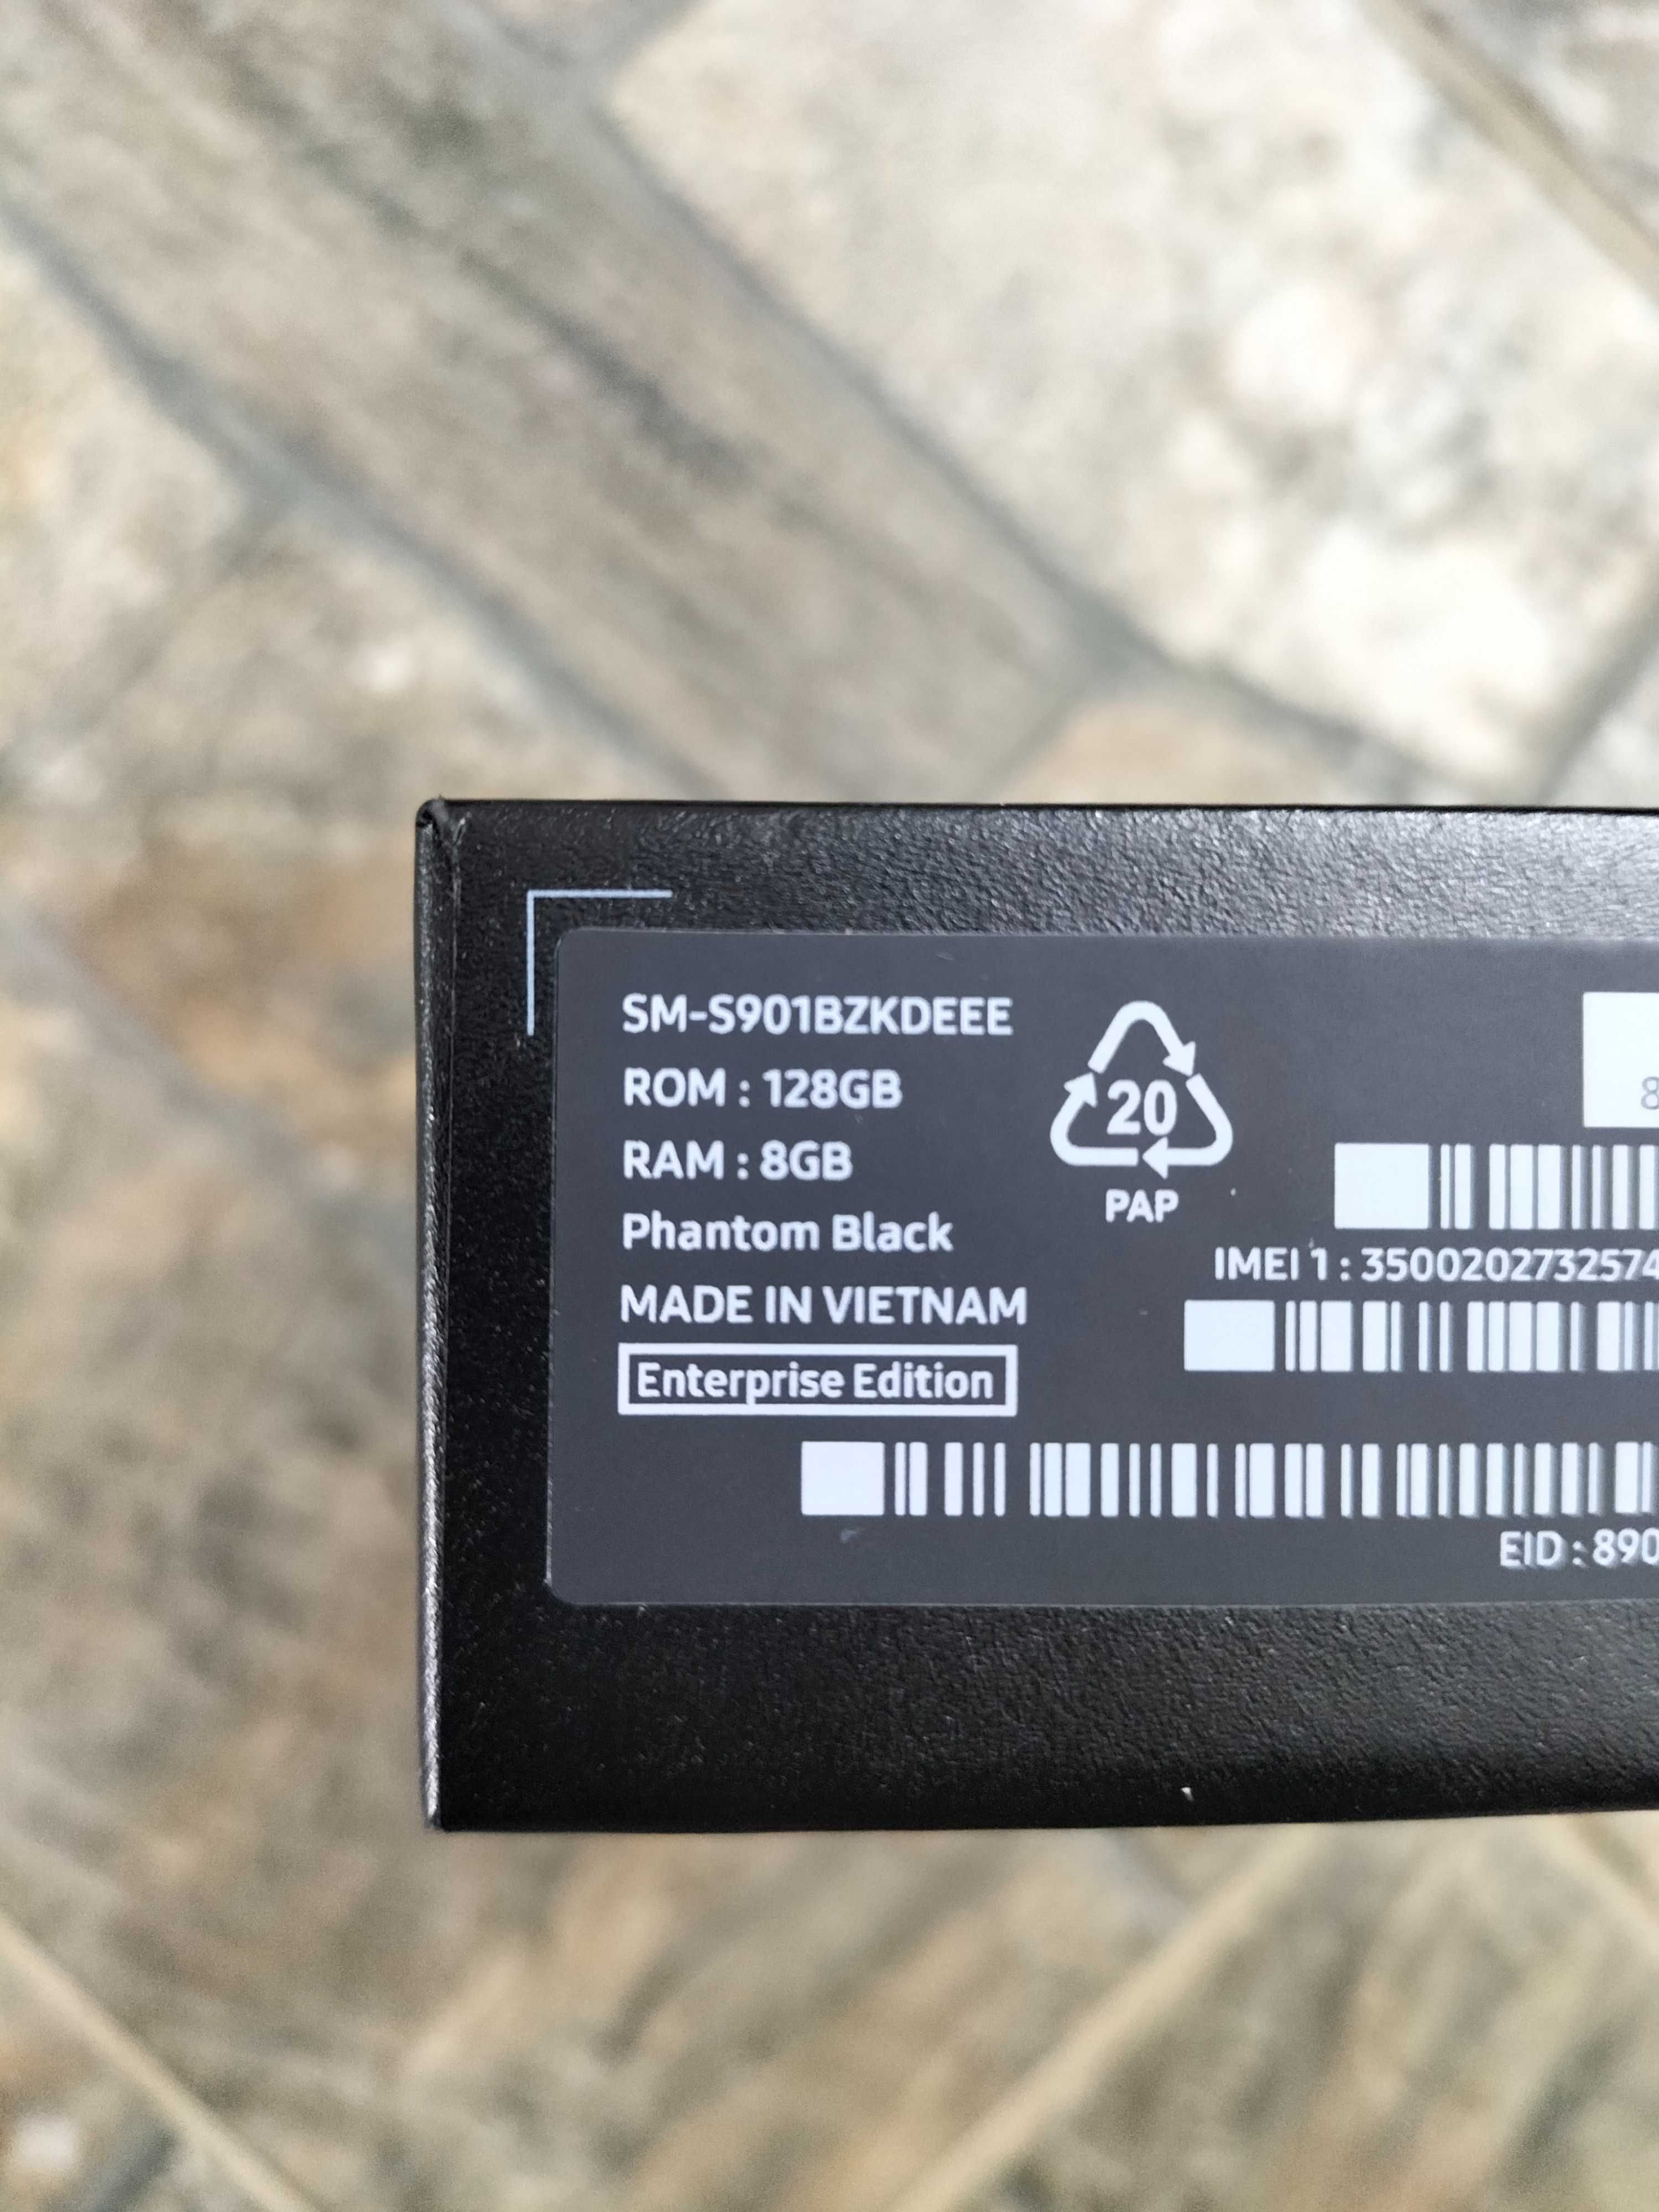 SM-S901BZKDEEE
ROM : 128GB
RAM : 8GB
Phantom Black
MADE IN VIETNAM
Enterprise Edition
20
PAP
8
IMEI 1 : 3500202732574
EID : 890